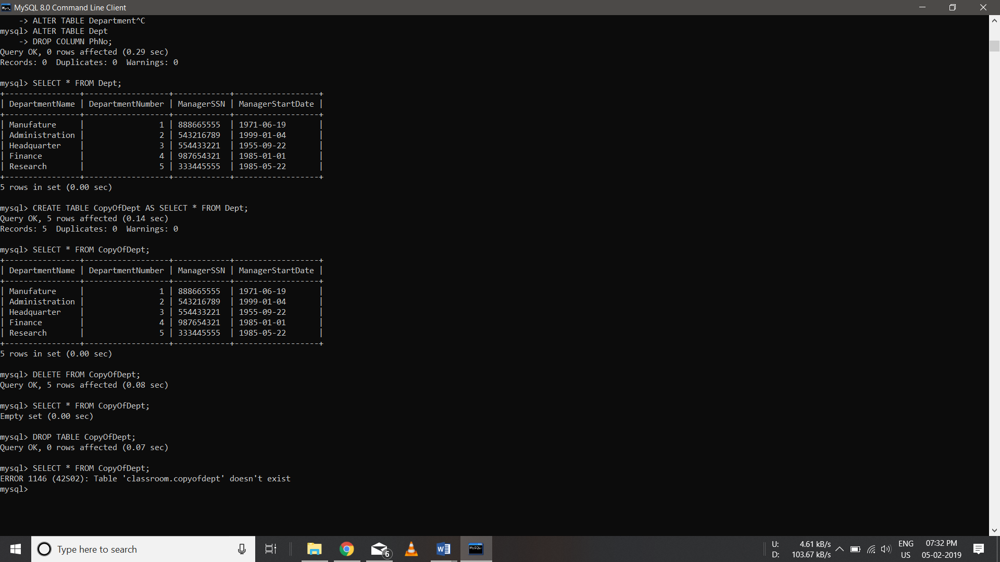 MySQL 8.0 Command Line Client
    -> ALTER TABLE Department^C
mysql> ALTER TABLE Dept
    -> DROP COLUMN PhNo;
Query OK, 0 rows affected (0.29 sec)
Records: 0  Duplicates: 0  Warnings: 0

mysql> SELECT * FROM Dept;
+----------------+------------------+------------+------------------+
| DepartmentName | DepartmentNumber | ManagerSSN | ManagerStartDate |
+----------------+------------------+------------+------------------+
| Manufature     |                1 | 888665555  | 1971-06-19       |
| Administration |                2 | 543216789  | 1999-01-04       |
| Headquarter    |                3 | 554433221  | 1955-09-22       |
| Finance        |                4 | 987654321  | 1985-01-01       |
| Research       |                5 | 333445555  | 1985-05-22       |
+----------------+------------------+------------+------------------+
5 rows in set (0.00 sec)

mysql> CREATE TABLE CopyOfDept AS SELECT * FROM Dept;
Query OK, 5 rows affected (0.14 sec)
Records: 5  Duplicates: 0  Warnings: 0

mysql> SELECT * FROM CopyOfDept;
+----------------+------------------+------------+------------------+
| DepartmentName | DepartmentNumber | ManagerSSN | ManagerStartDate |
+----------------+------------------+------------+------------------+
| Manufature     |                1 | 888665555  | 1971-06-19       |
| Administration |                2 | 543216789  | 1999-01-04       |
| Headquarter    |                3 | 554433221  | 1955-09-22       |
| Finance        |                4 | 987654321  | 1985-01-01       |
| Research       |                5 | 333445555  | 1985-05-22       |
+----------------+------------------+------------+------------------+
5 rows in set (0.00 sec)

mysql> DELETE FROM CopyOfDept;
Query OK, 5 rows affected (0.08 sec)

mysql> SELECT * FROM CopyOfDept;
Empty set (0.00 sec)

mysql> DROP TABLE CopyOfDept;
Query OK, 0 rows affected (0.07 sec)

mysql> SELECT * FROM CopyOfDept;
ERROR 1146 (42S02): Table 'classroom.copyofdept' doesn't exist
mysql>
Type here to search
6
W
MySQL
U: 4.61 kB/s
D: 103.67 kB/s
ENG
US
07:32 PM
05-02-2019